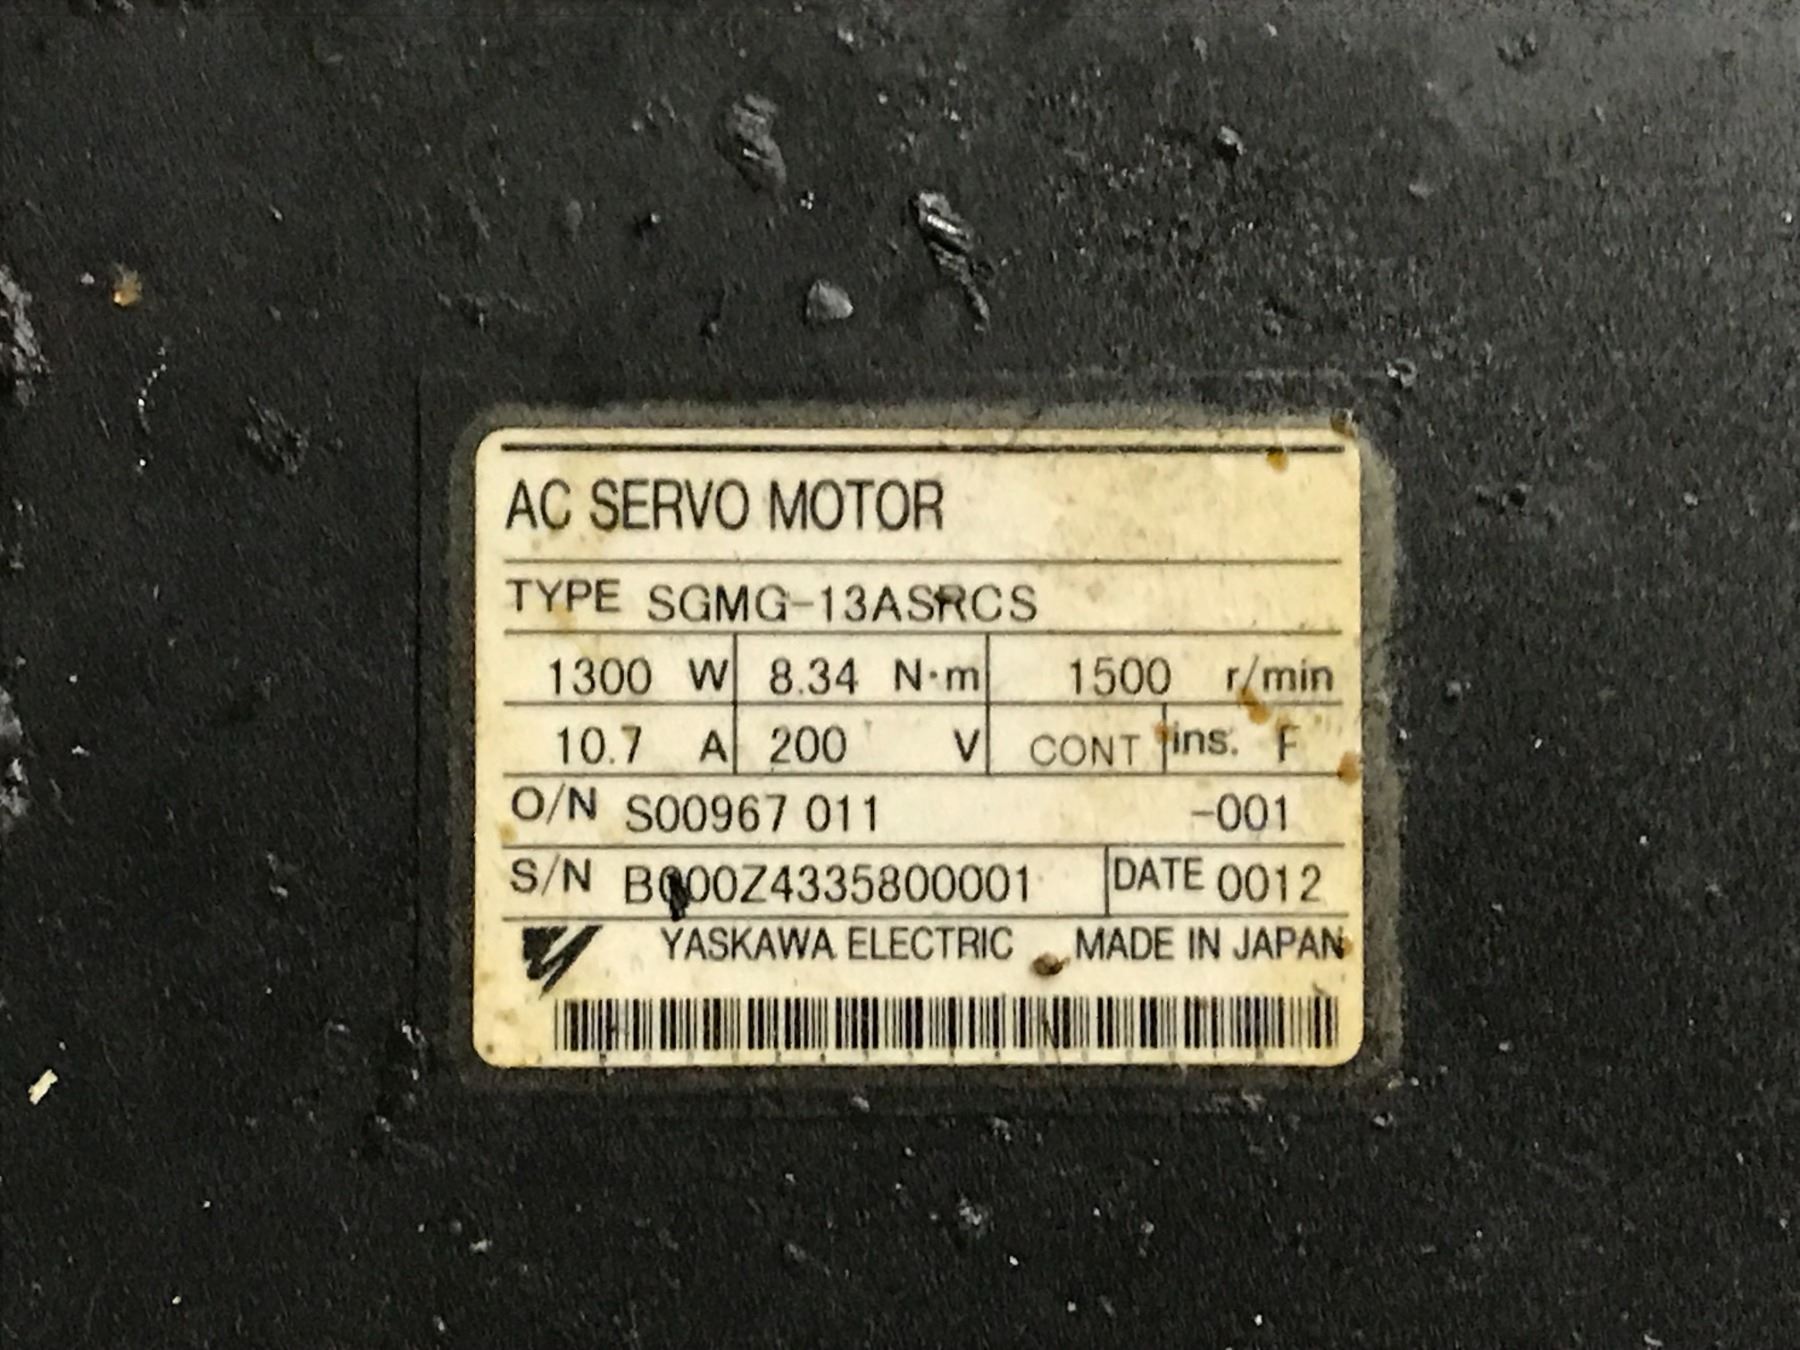 AC SERVO MOTOR
TYPE SGMG-13ASRCS
1300 W 8.34 N·m 1500 r/min
10.7 A 200 V CONT ins. F
O/N S00967 011 -001
S/N B000Z4335800001 DATE 0012
YASKAWA ELECTRIC MADE IN JAPAN